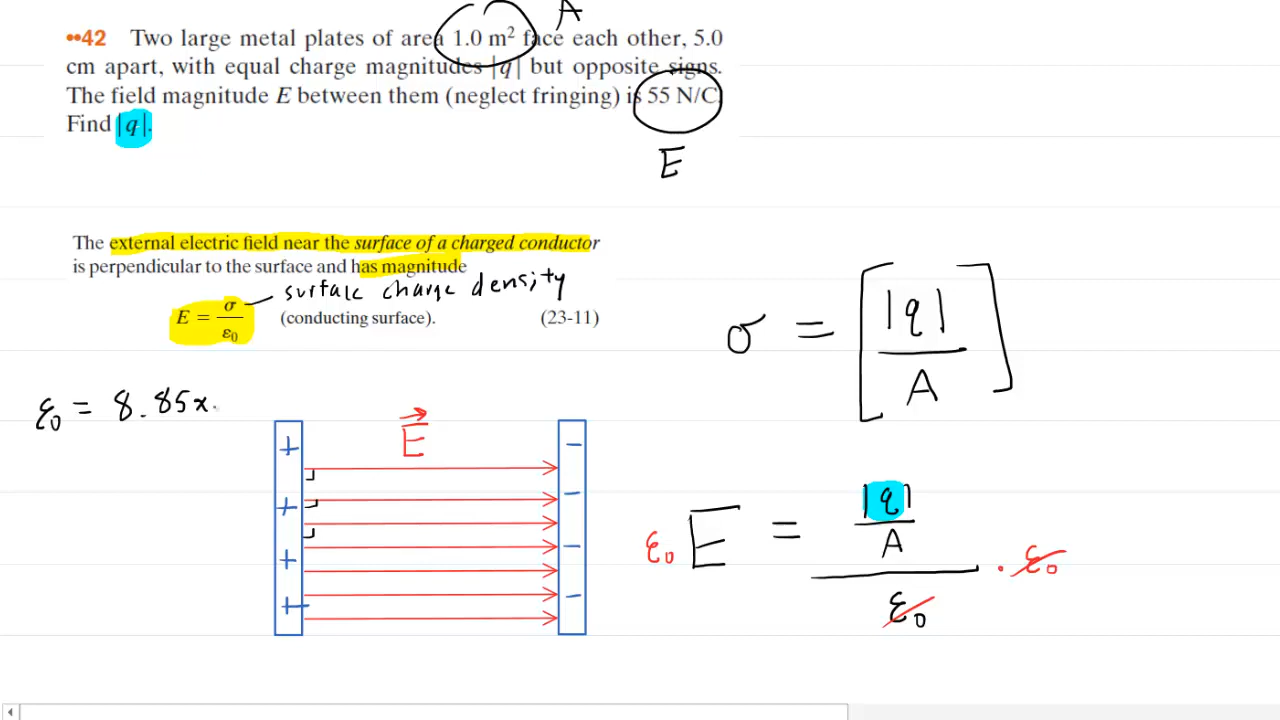 A
••42 Two large metal plates of area 1.0 m² face each other, 5.0
cm apart, with equal charge magnitudes |q| but opposite signs.
The field magnitude E between them (neglect fringing) is 55 N/C.
Find |q|.
E
The external electric field near the surface of a charged conductor
is perpendicular to the surface and has magnitude
surface charge density
E = σ/ε₀ (conducting surface). (23-11)
σ = [|q|/A]
ε₀ = 8.85x.
E
+ −
+ −
+ −
+ −
ε₀ E = |q|/A / ε₀ · ε₀